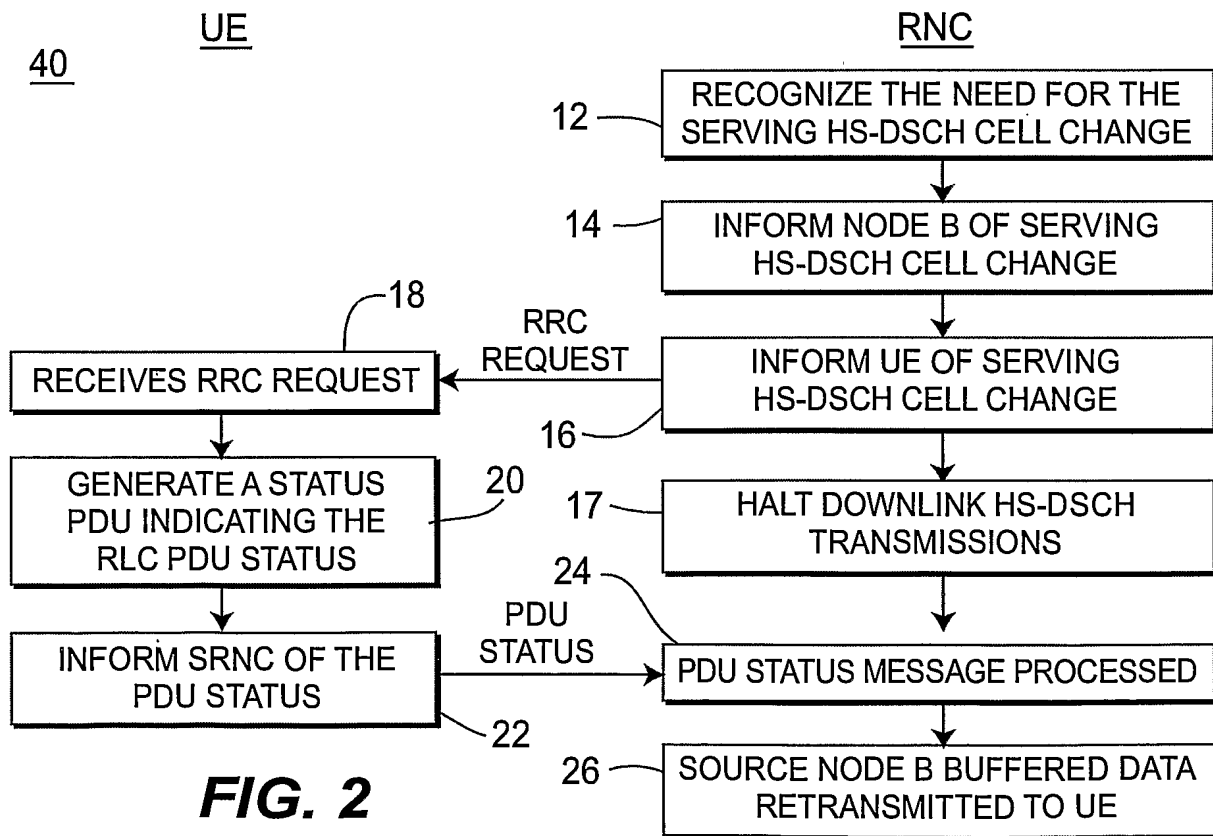 UE
RNC
40
12
RECOGNIZE THE NEED FOR THE
SERVING HS-DSCH CELL CHANGE
14
INFORM NODE B OF SERVING
HS-DSCH CELL CHANGE
18
RRC
REQUEST
RECEIVES RRC REQUEST
INFORM UE OF SERVING
HS-DSCH CELL CHANGE
16
GENERATE A STATUS
PDU INDICATING THE
RLC PDU STATUS
20
17
HALT DOWNLINK HS-DSCH
TRANSMISSIONS
24
INFORM SRNC OF THE
PDU STATUS
22
PDU
STATUS
PDU STATUS MESSAGE PROCESSED
26
SOURCE NODE B BUFFERED DATA
RETRANSMITTED TO UE
FIG. 2